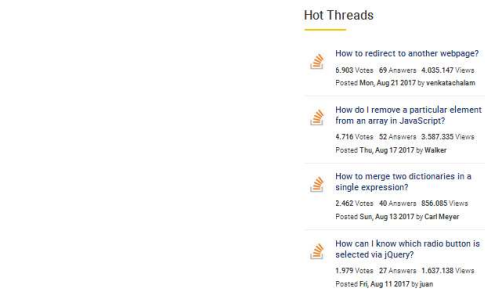 Hot Threads
How to redirect to another webpage?
6.903 Votes 69 Answers 4.035.147 Views
Posted Mon, Aug 21 2017 by venkatachalam
How do I remove a particular element
from an array in JavaScript?
4.716 Votes 52 Answers 3.587.335 Views
Posted Thu, Aug 17 2017 by Walker
How to merge two dictionaries in a
single expression?
2.462 Votes 40 Answers 856.085 Views
Posted Sun, Aug 13 2017 by Carl Meyer
How can I know which radio button is
selected via jQuery?
1.979 Votes 27 Answers 1.637.138 Views
Posted Fri, Aug 11 2017 by juan